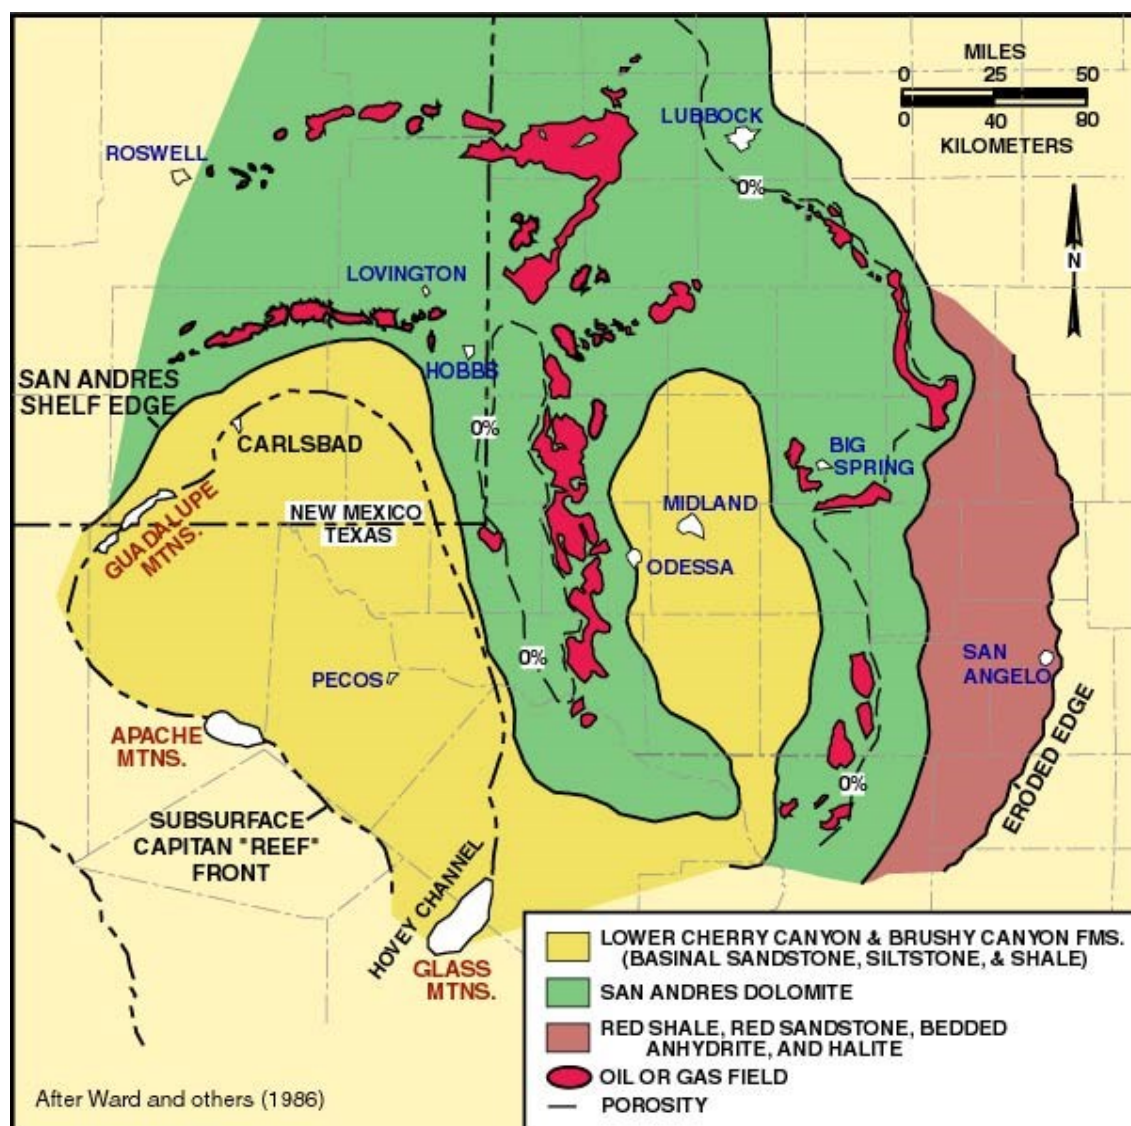 MILES
0 25 50
0 40 80
KILOMETERS
LUBBOCK
ROSWELL
0%
N
LOVINGTON
HOBBS
SAN ANDRES
SHELF EDGE
CARLSBAD
0%
BIG
SPRING
GUADALUPE
MTNS.
NEW MEXICO
TEXAS
MIDLAND
ODESSA
0%
PECOS
SAN
ANGELO
APACHE
MTNS.
0%
ERODED EDGE
SUBSURFACE
CAPITAN "REEF"
FRONT
HOVEY CHANNEL
GLASS
MTNS.
LOWER CHERRY CANYON & BRUSHY CANYON FMS.
(BASINAL SANDSTONE, SILTSTONE, & SHALE)
SAN ANDRES DOLOMITE
RED SHALE, RED SANDSTONE, BEDDED
ANHYDRITE, AND HALITE
OIL OR GAS FIELD
POROSITY
After Ward and others (1986)